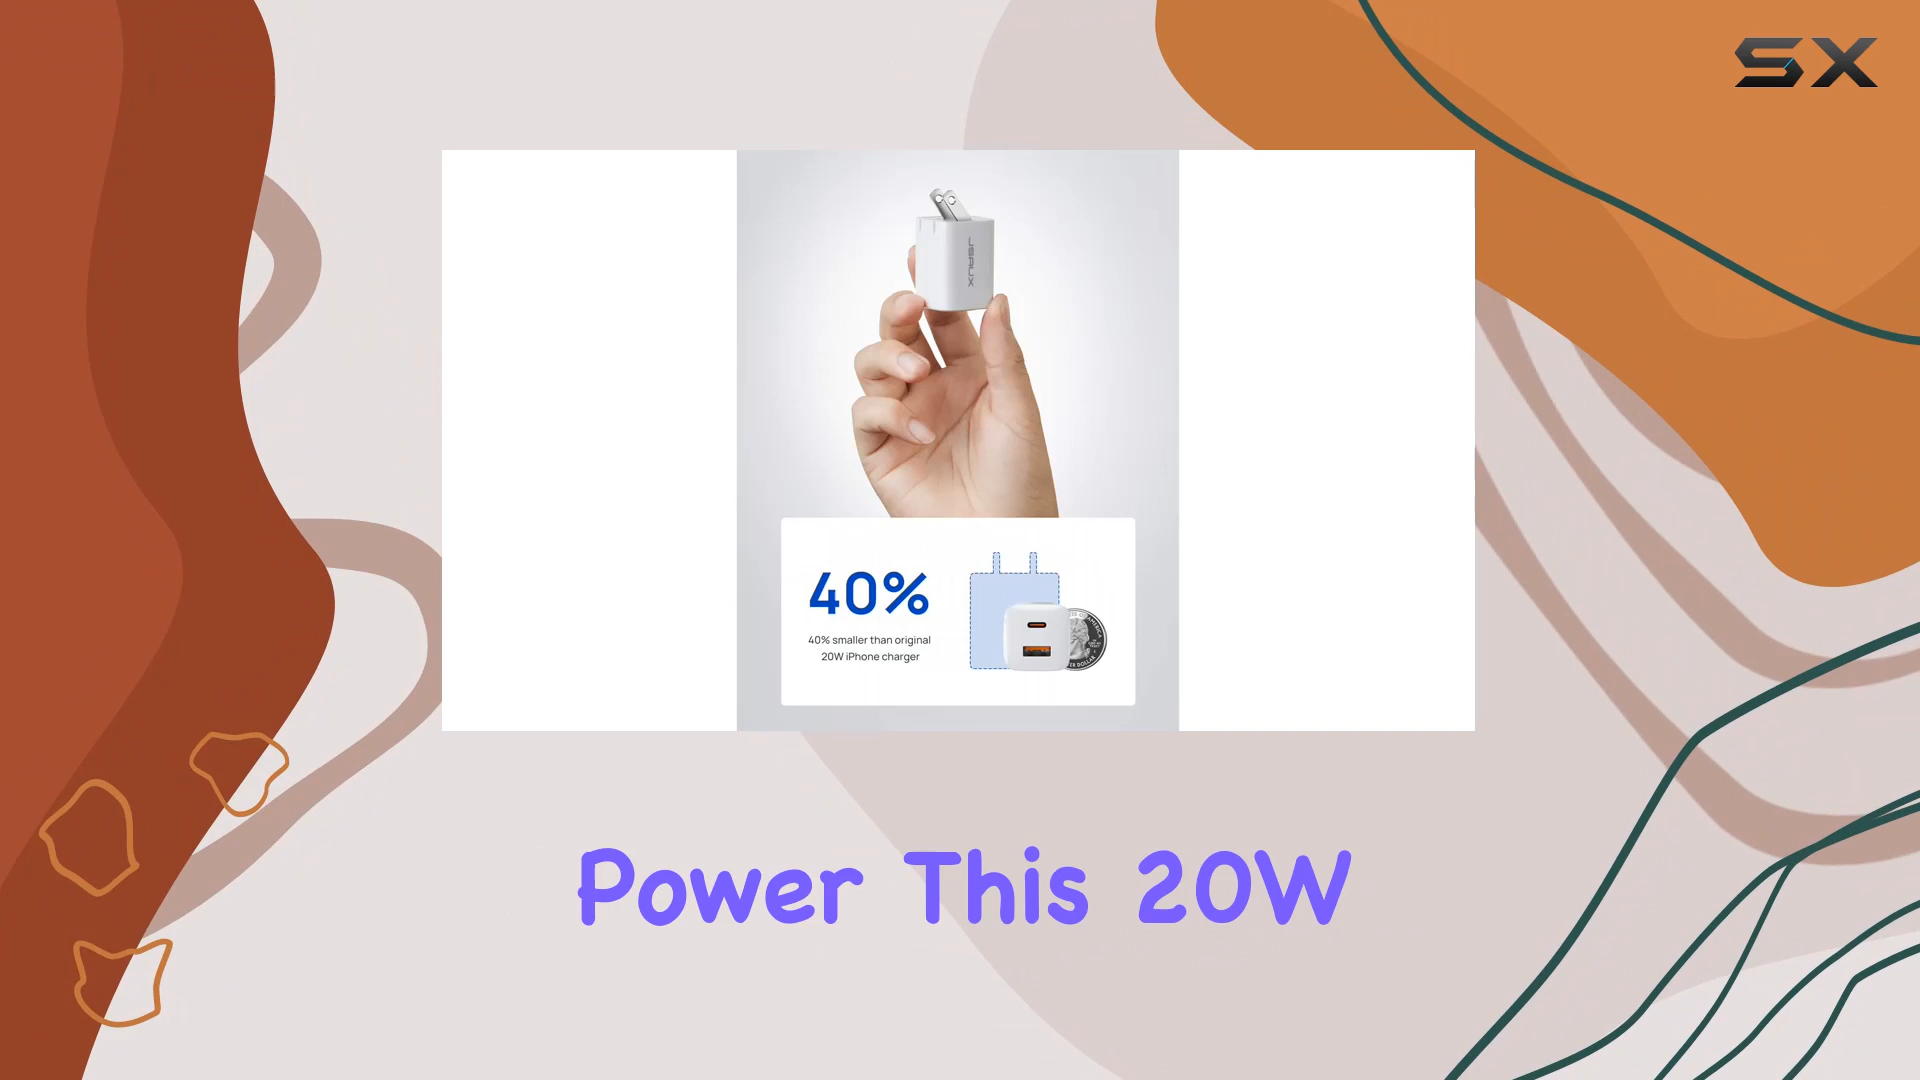 SX
JSAUX
40%
40% smaller than original
20W iPhone charger
Power This 20W